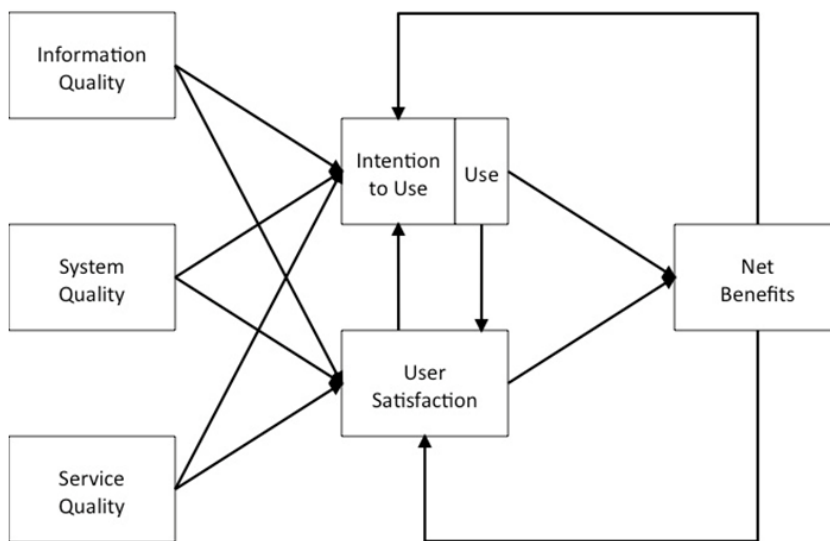 Information
Quality
Intention
to Use
Use
System
Quality
Net
Benefits
User
Satisfaction
Service
Quality